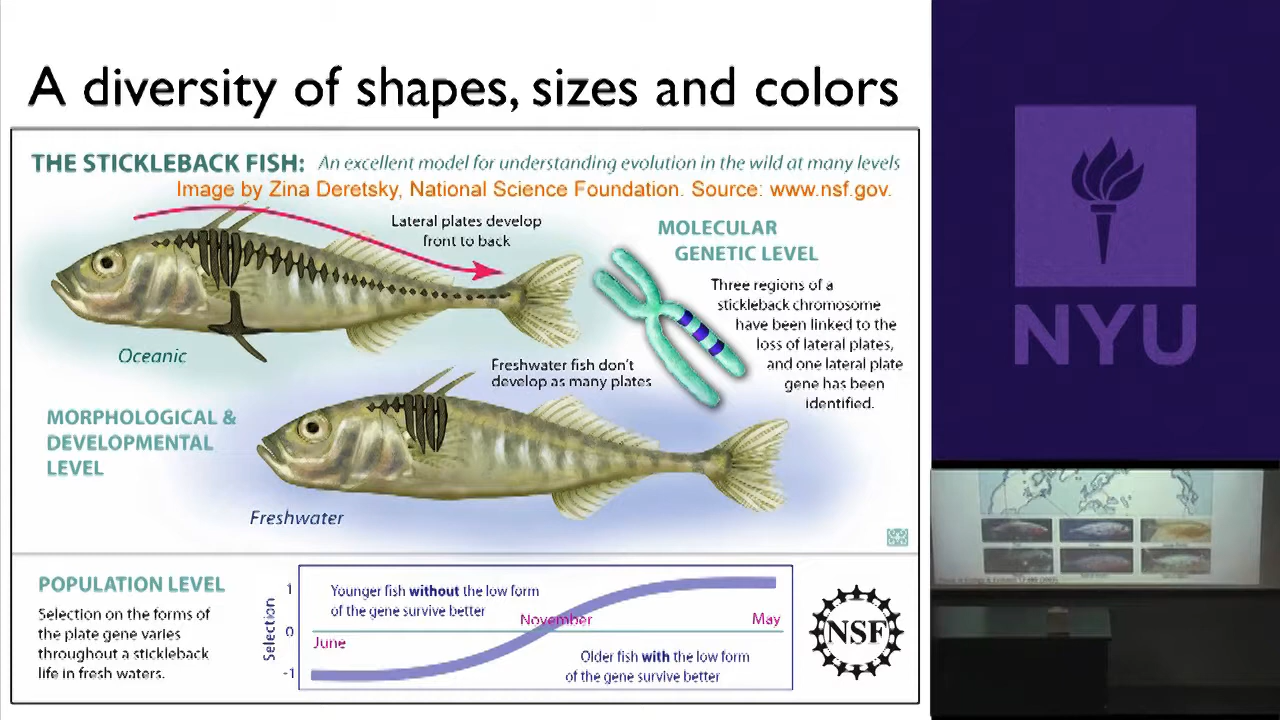 A diversity of shapes, sizes and colors
THE STICKLEBACK FISH: An excellent model for understanding evolution in the wild at many levels
Image by Zina Deretsky, National Science Foundation. Source: www.nsf.gov.
Lateral plates develop
front to back
MOLECULAR
GENETIC LEVEL
Three regions of a
stickleback chromosome
have been linked to the
loss of lateral plates,
and one lateral plate
gene has been
identified.
Oceanic
Freshwater fish don't
develop as many plates
MORPHOLOGICAL &
DEVELOPMENTAL
LEVEL
Freshwater
POPULATION LEVEL
Selection on the forms of
the plate gene varies
throughout a stickleback
life in fresh waters.
Selection
1
0
-1
Younger fish without the low form
of the gene survive better
June
November
May
Older fish with the low form
of the gene survive better
NSF
NYU